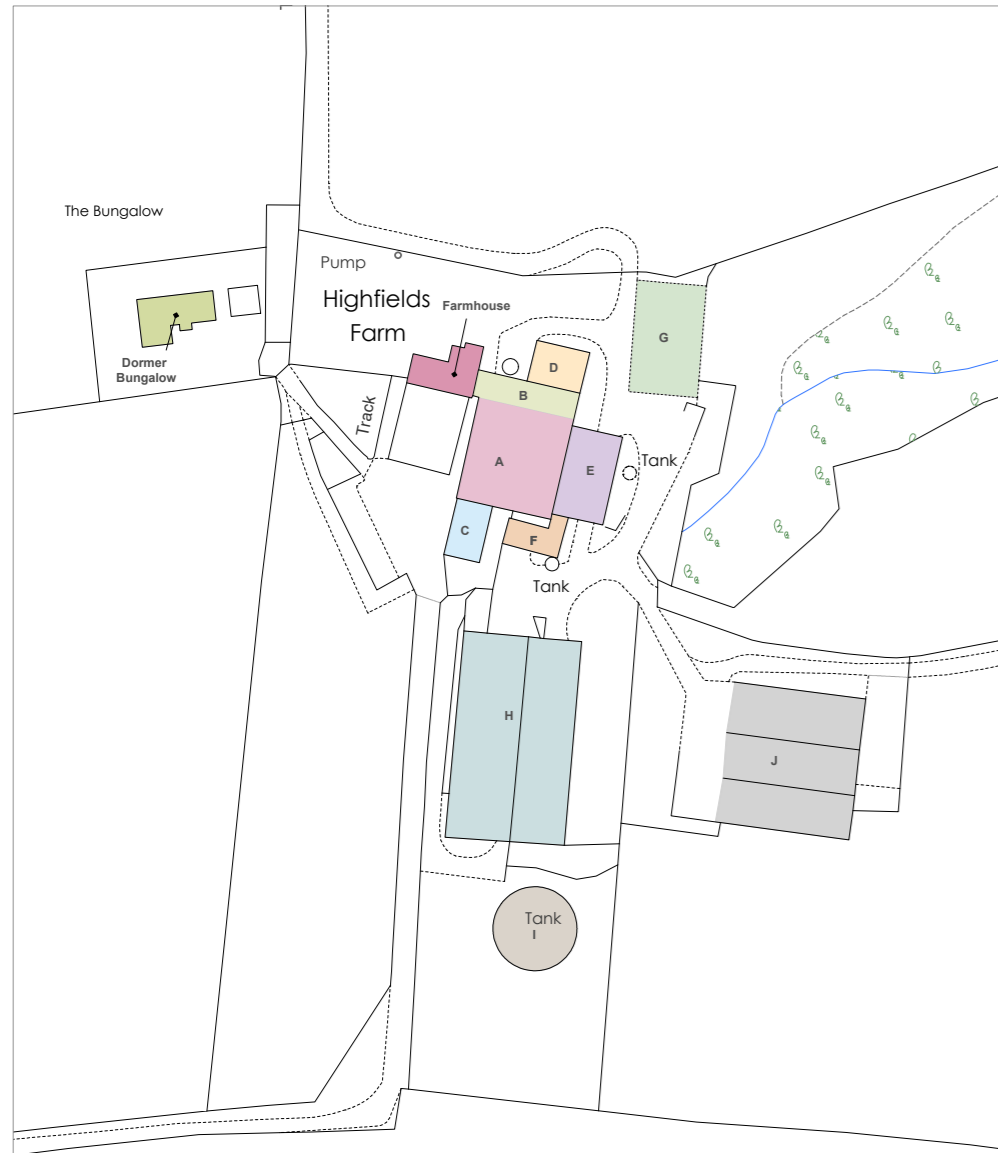 The Bungalow
Pump
Highfields
Farm
Farmhouse
Dormer
Bungalow
Track
G
D
B
A
E
Tank
C
F
Tank
H
J
Tank
I